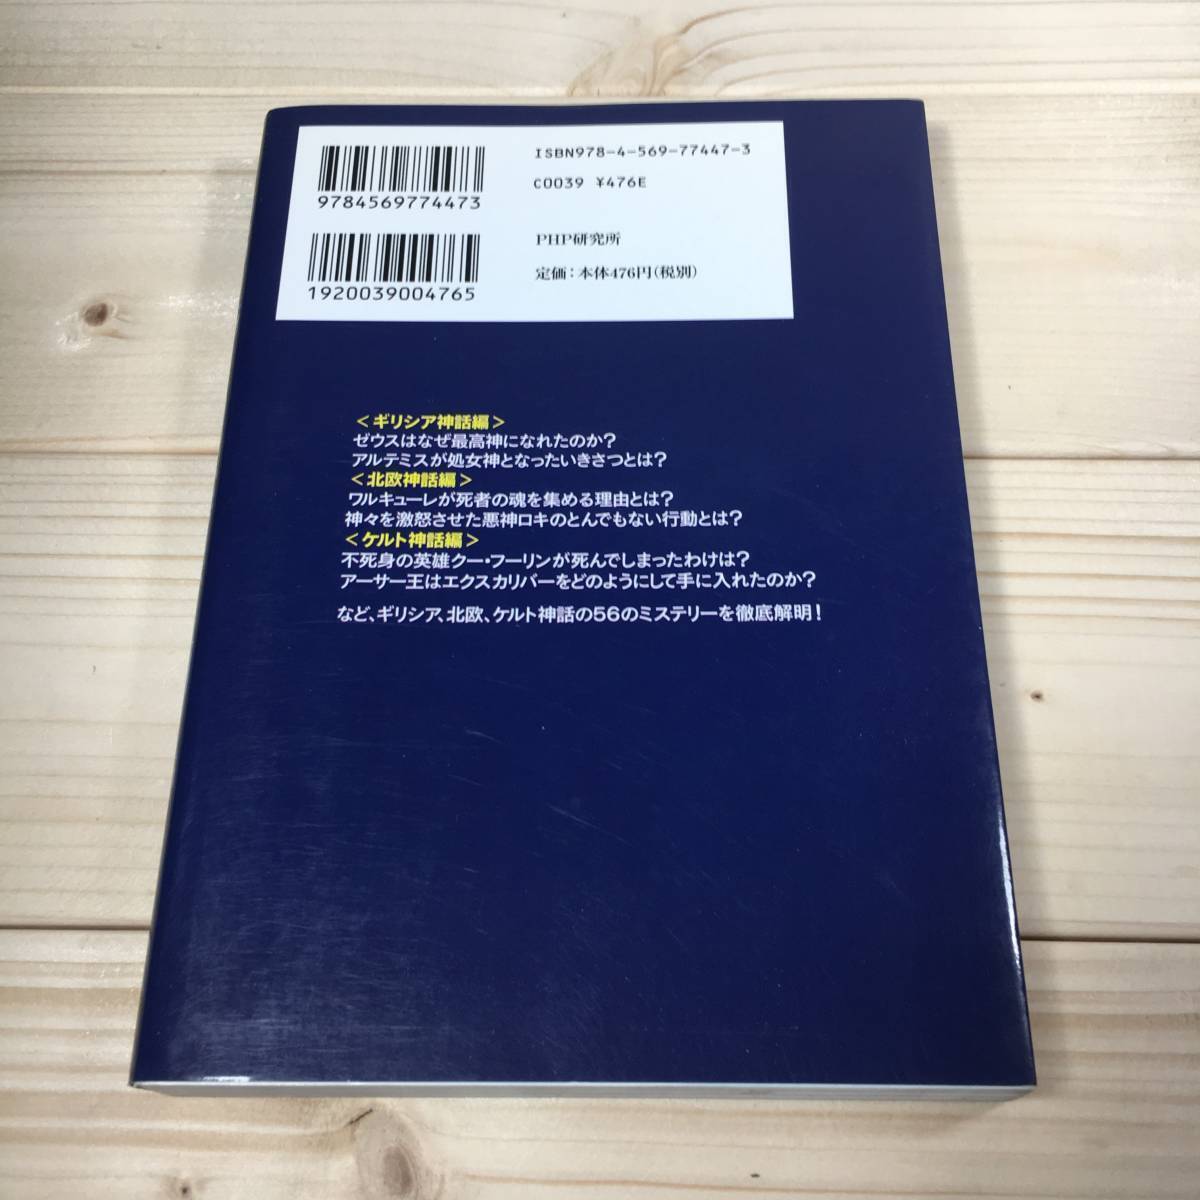 ISBN978-4-569-77447-3
C0039 ¥476E
9784569774473
PHP研究所
定価：本体476円（税別）
1920039004765
＜ギリシア神話編＞
ゼウスはなぜ最高神になれたのか？
アルテミスが処女神となったいきさつとは？
＜北欧神話編＞
ワルキューレが死者の魂を集める理由とは？
神々を激怒させた悪神ロキのとんでもない行動とは？
＜ケルト神話編＞
不死身の英雄クー・フーリンが死んでしまったわけは？
アーサー王はエクスカリバーをどのようにして手に入れたのか？
など、ギリシア、北欧、ケルト神話の56のミステリーを徹底解明！